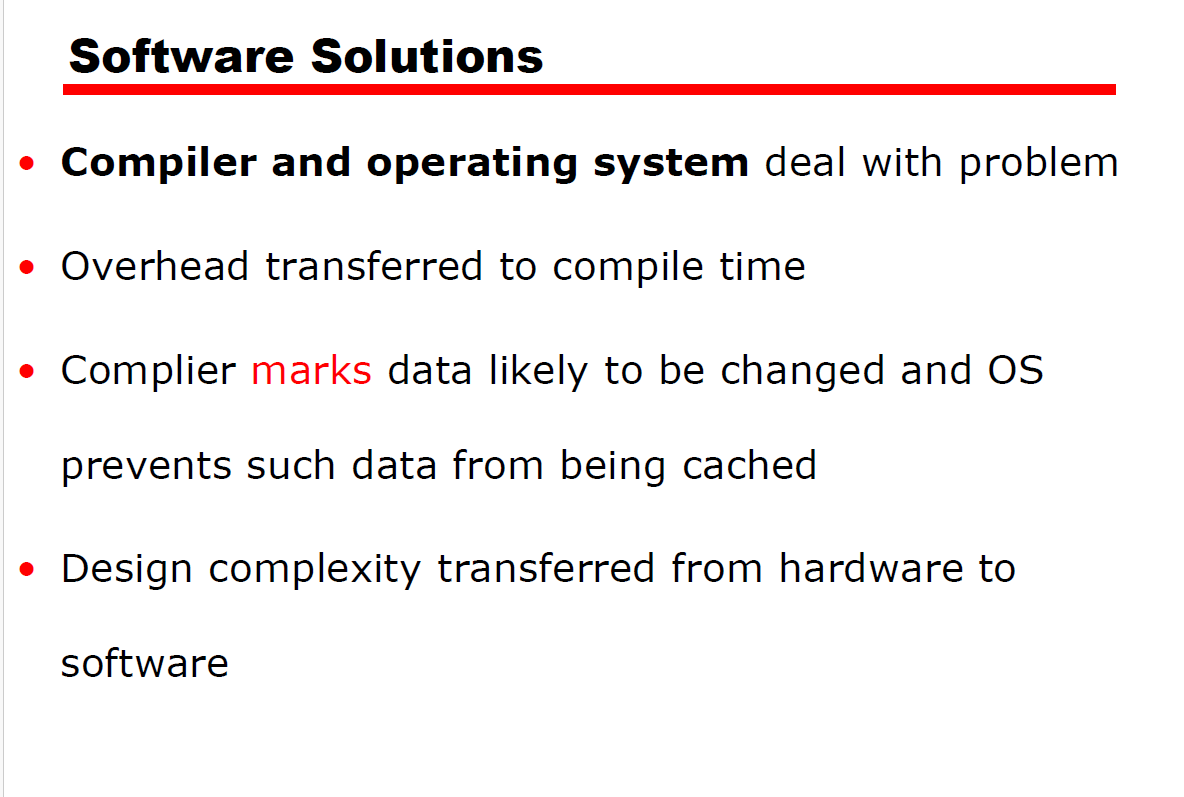 Software Solutions
• Compiler and operating system deal with problem
• Overhead transferred to compile time
• Complier marks data likely to be changed and OS
prevents such data from being cached
• Design complexity transferred from hardware to
software